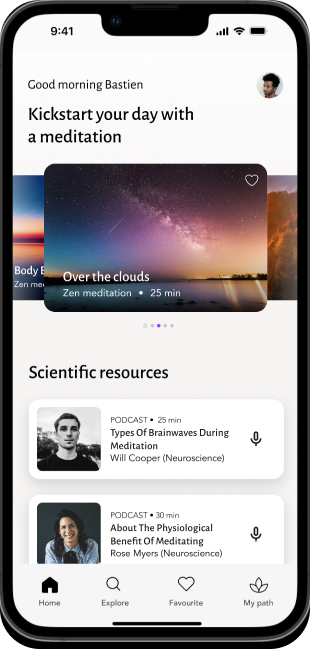 9:41
Good morning Bastien
Kickstart your day with
a meditation
Body
Zen me
Over the clouds
Zen meditation • 25 min
Scientific resources
PODCAST • 25 min
Types Of Brainwaves During
Meditation
Will Cooper (Neuroscience)
PODCAST • 30 min
About The Physiological
Benefit Of Meditating
Rose Myers (Neuroscience)
Home
Explore
Favourite
My path